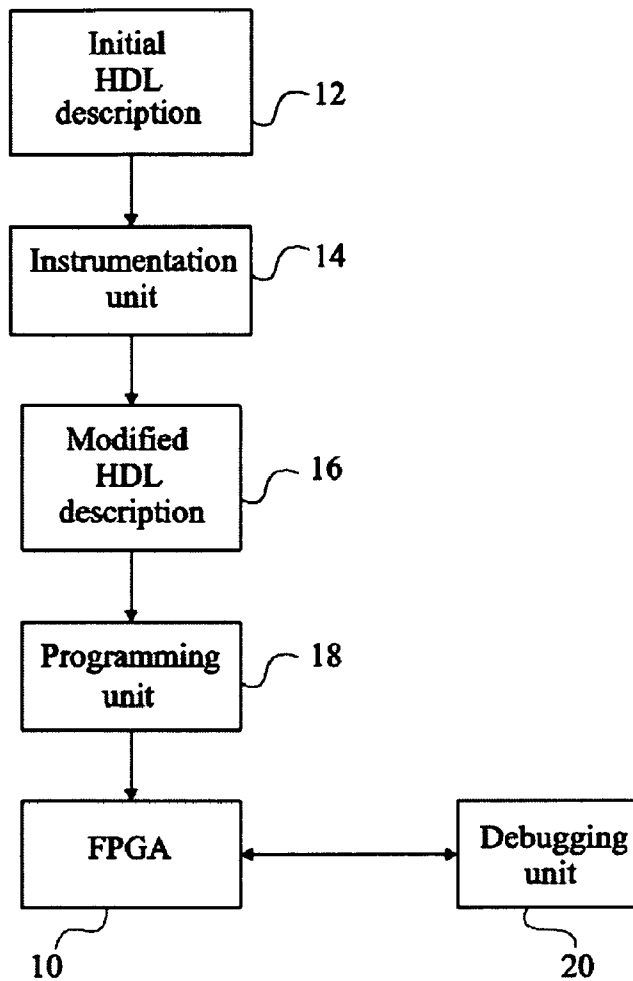 Initial
HDL
description
12
Instrumentation
unit
14
Modified
HDL
description
16
Programming
unit
18
FPGA
10
Debugging
unit
20